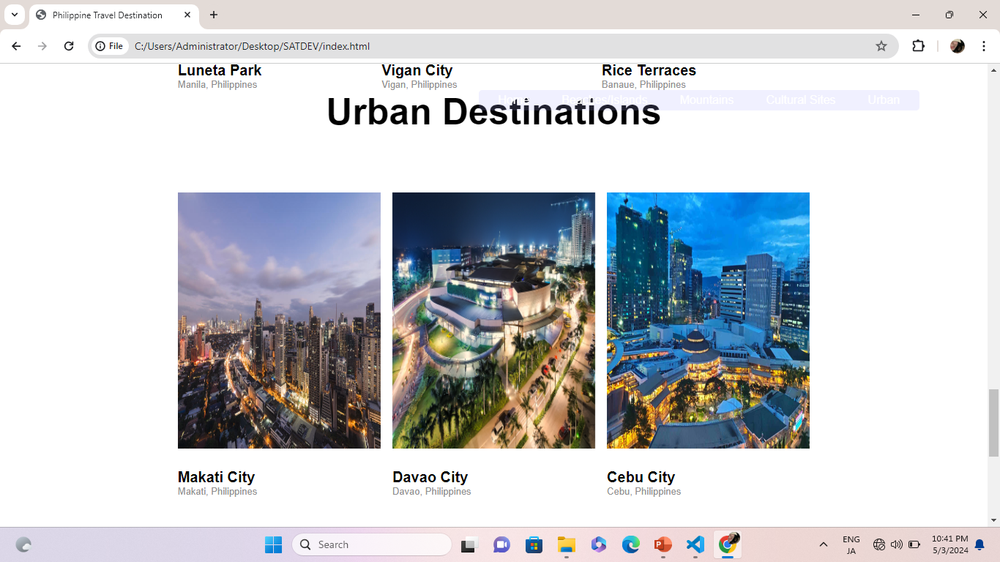 Philippine Travel Destination
File
C:/Users/Administrator/Desktop/SATDEV/index.html
Luneta Park
Vigan City
Rice Terraces
Manila, Philippines
Vigan, Philippines
Banaue, Philippines
Home
Beaches/Islands
Mountains
Cultural Sites
Urban
Urban Destinations
Makati City
Davao City
Cebu City
Makati, Philippines
Davao, Philippines
Cebu, Philippines
Search
ENG
JA
10:41 PM
5/3/2024